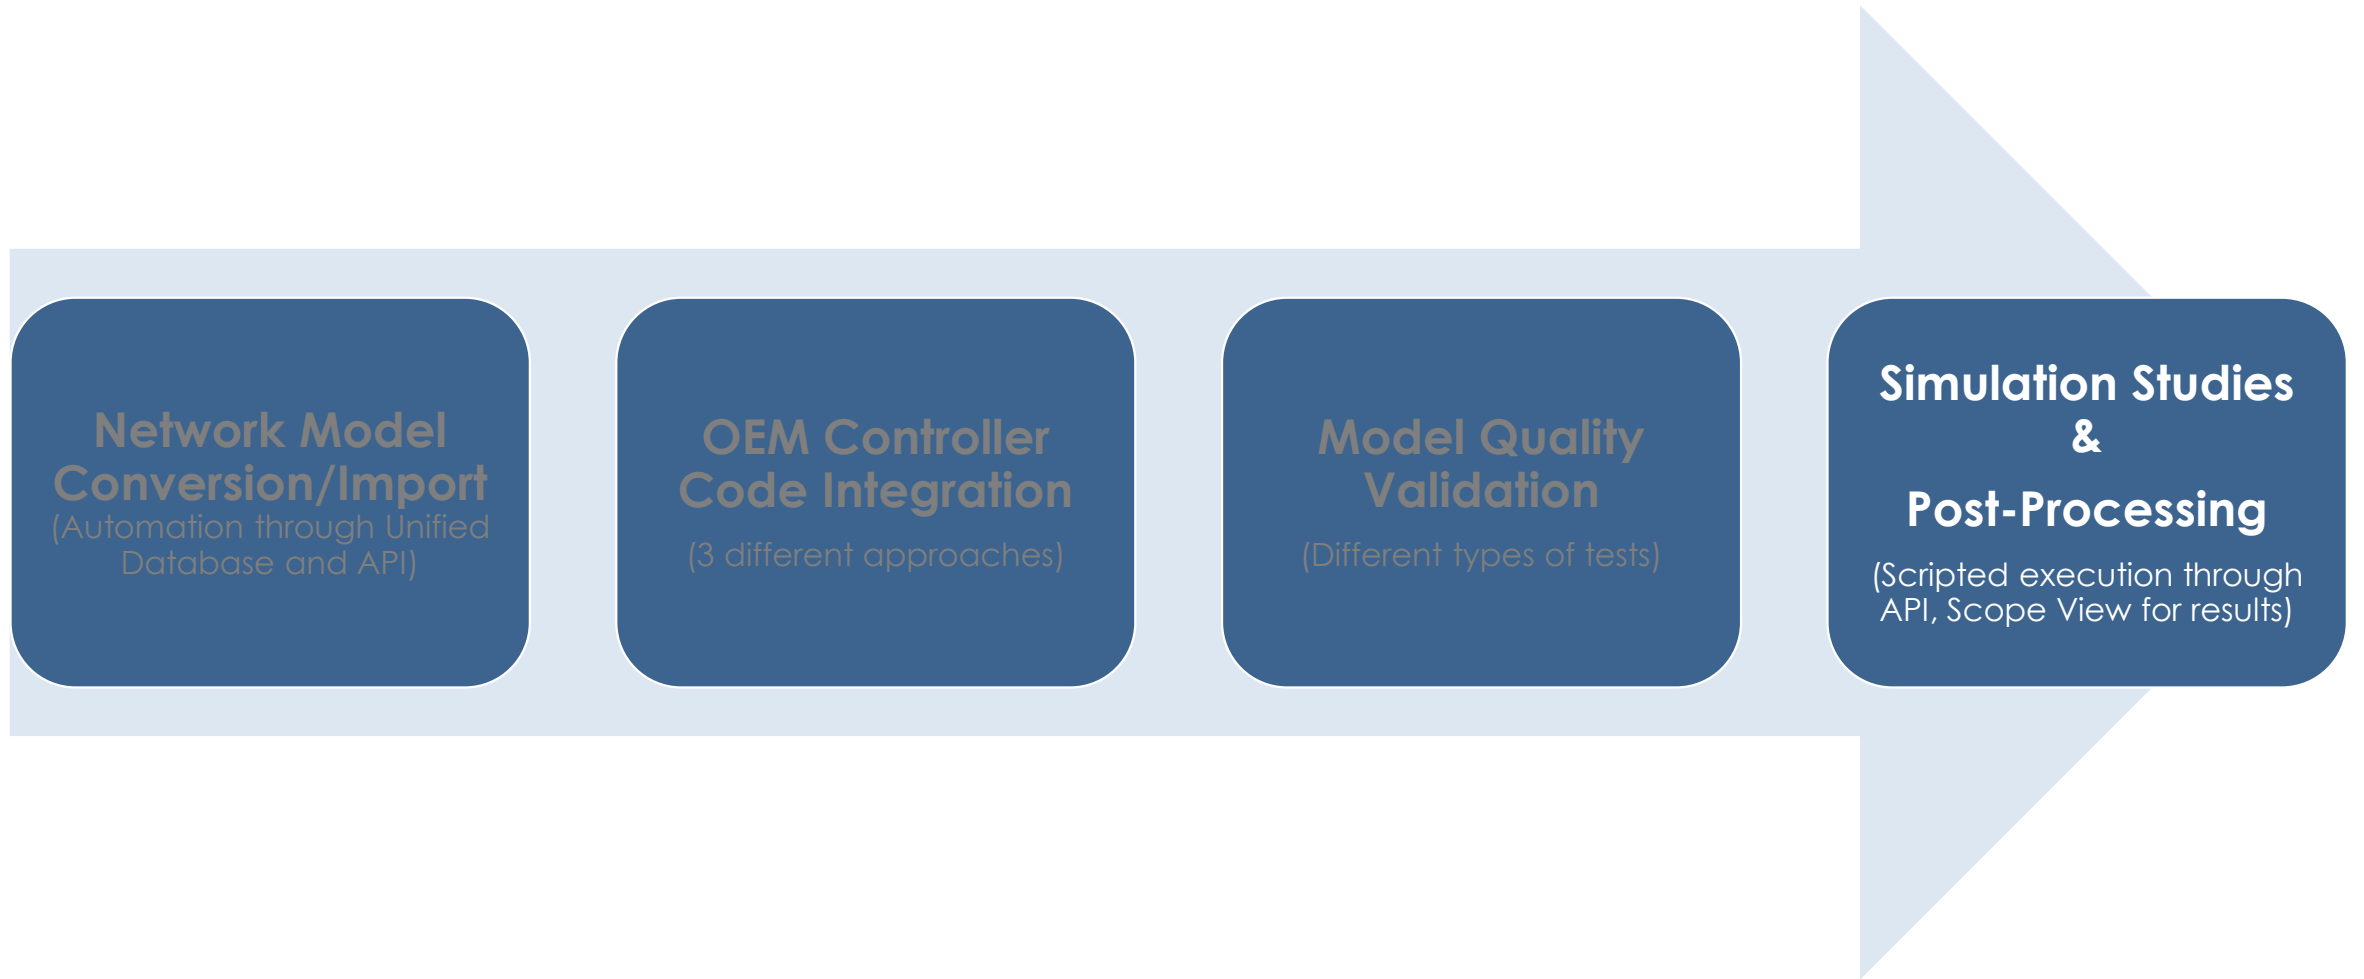 Network Model
Conversion/Import
(Automation through Unified
Database and API)
OEM Controller
Code Integration
(3 different approaches)
Model Quality
Validation
(Different types of tests)
Simulation Studies
&
Post-Processing
(Scripted execution through
API, Scope View for results)